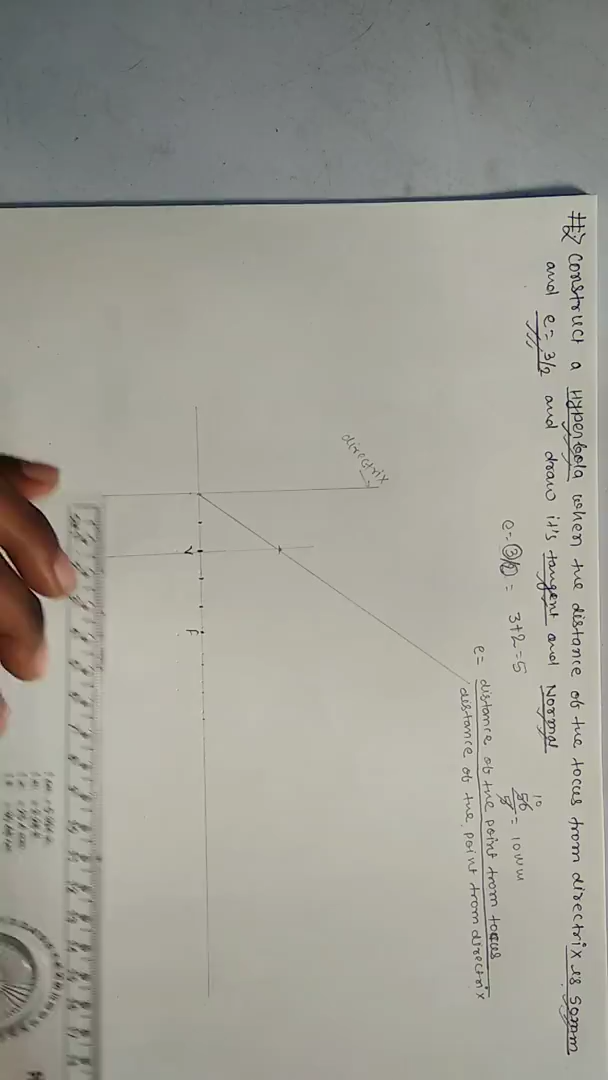 #> Construct a Hyperbola when the distance of the focus from directrix is 50mm
and e = 3/2 and draw it's tangent and Normal
e = 3/2 = 3+2=5
10
50/5 = 10mm
e = distance of the point from focus
distance of the point from directrix
directrix
V
F